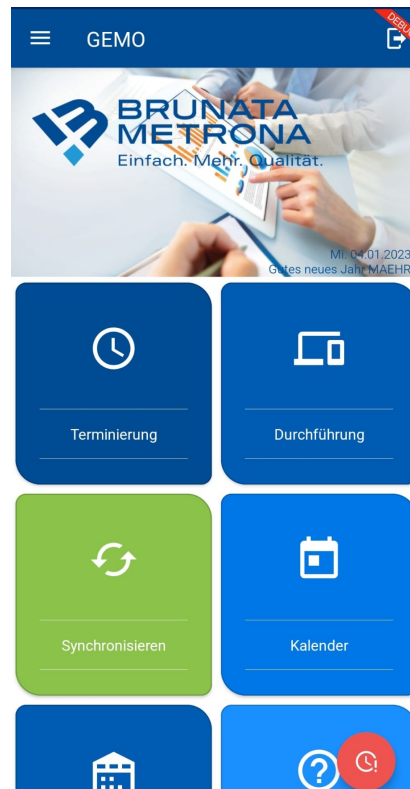 GEMO
DEBUG
BRUNATA
METRONA
Einfach. Mehr. Qualität.
Mi. 04.01.2023
Gutes neues Jahr MAEHR
Terminierung
Durchführung
Synchronisieren
Kalender